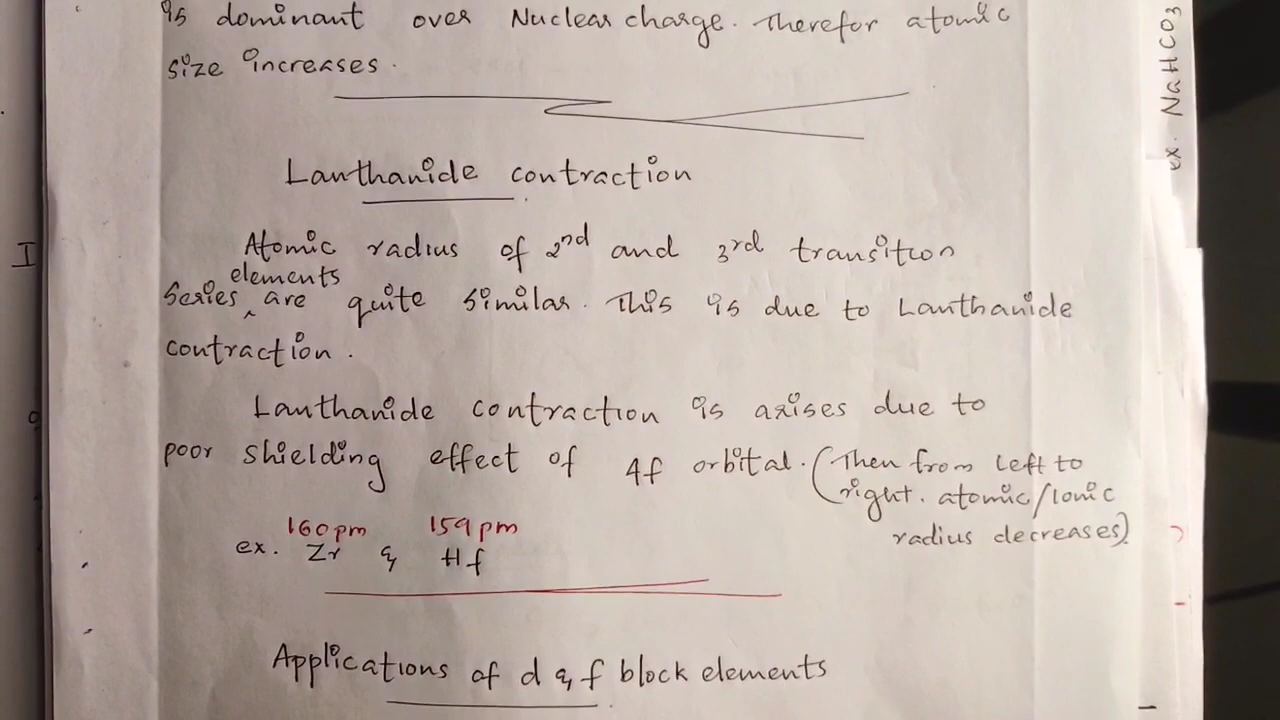 is dominant over Nuclear charge. Therefor atomic
size increases.
Lanthanide contraction
Atomic radius of 2nd and 3rd transition
elements
Series ‸ are quite similar. This is due to Lanthanide
contraction.
Lanthanide contraction is arises due to
poor shielding effect of 4f orbital. (Then from left to
right. atomic/Ionic
radius decreases)
160pm 159pm
ex. Zr & Hf
Applications of d & f block elements
ex. NaHCO3
I